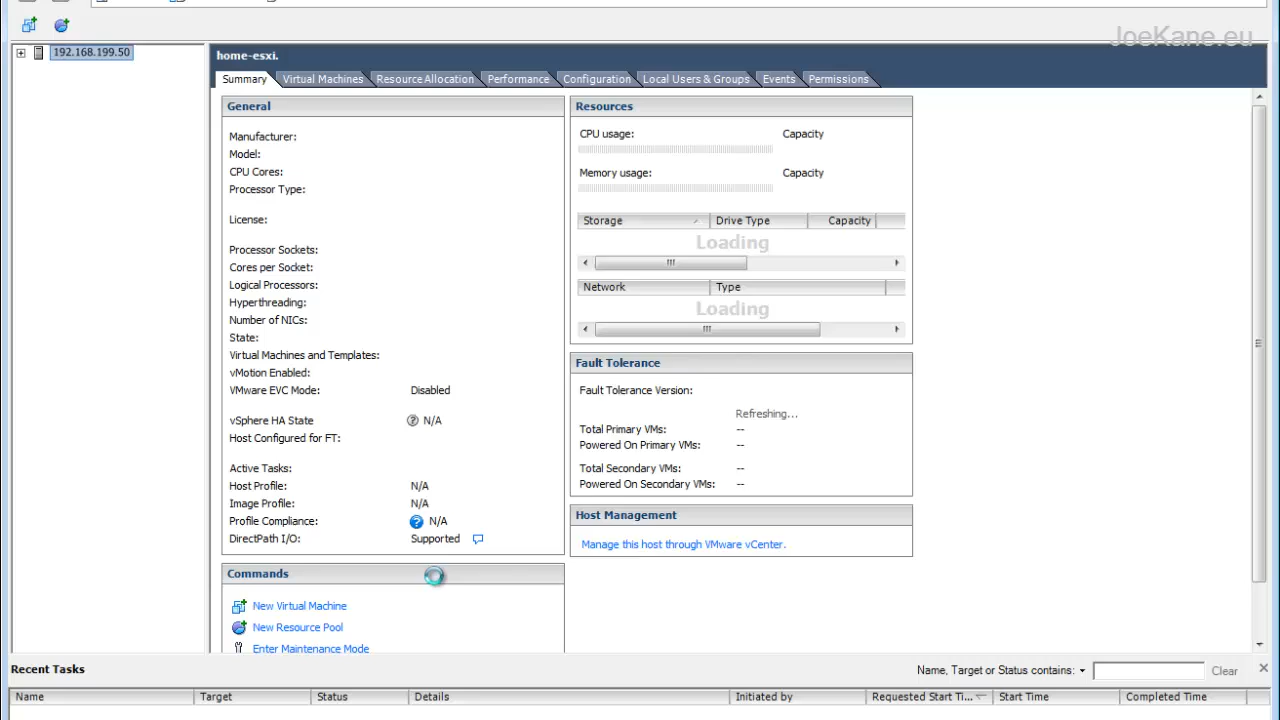 JoeKane.eu
192.168.199.50
home-esxi.
Summary Virtual Machines Resource Allocation Performance Configuration Local Users & Groups Events Permissions
General
Manufacturer:
Model:
CPU Cores:
Processor Type:
License:
Processor Sockets:
Cores per Socket:
Logical Processors:
Hyperthreading:
Number of NICs:
State:
Virtual Machines and Templates:
vMotion Enabled:
VMware EVC Mode: Disabled
vSphere HA State N/A
Host Configured for FT:
Active Tasks:
Host Profile: N/A
Image Profile: N/A
Profile Compliance: N/A
DirectPath I/O: Supported
Commands
New Virtual Machine
New Resource Pool
Enter Maintenance Mode
Resources
CPU usage: Capacity
Memory usage: Capacity
Storage Drive Type Capacity
Loading
Network Type
Loading
Fault Tolerance
Fault Tolerance Version:
Refreshing...
Total Primary VMs: --
Powered On Primary VMs: --
Total Secondary VMs: --
Powered On Secondary VMs: --
Host Management
Manage this host through VMware vCenter.
Recent Tasks
Name, Target or Status contains: Clear
Name Target Status Details Initiated by Requested Start Ti... Start Time Completed Time